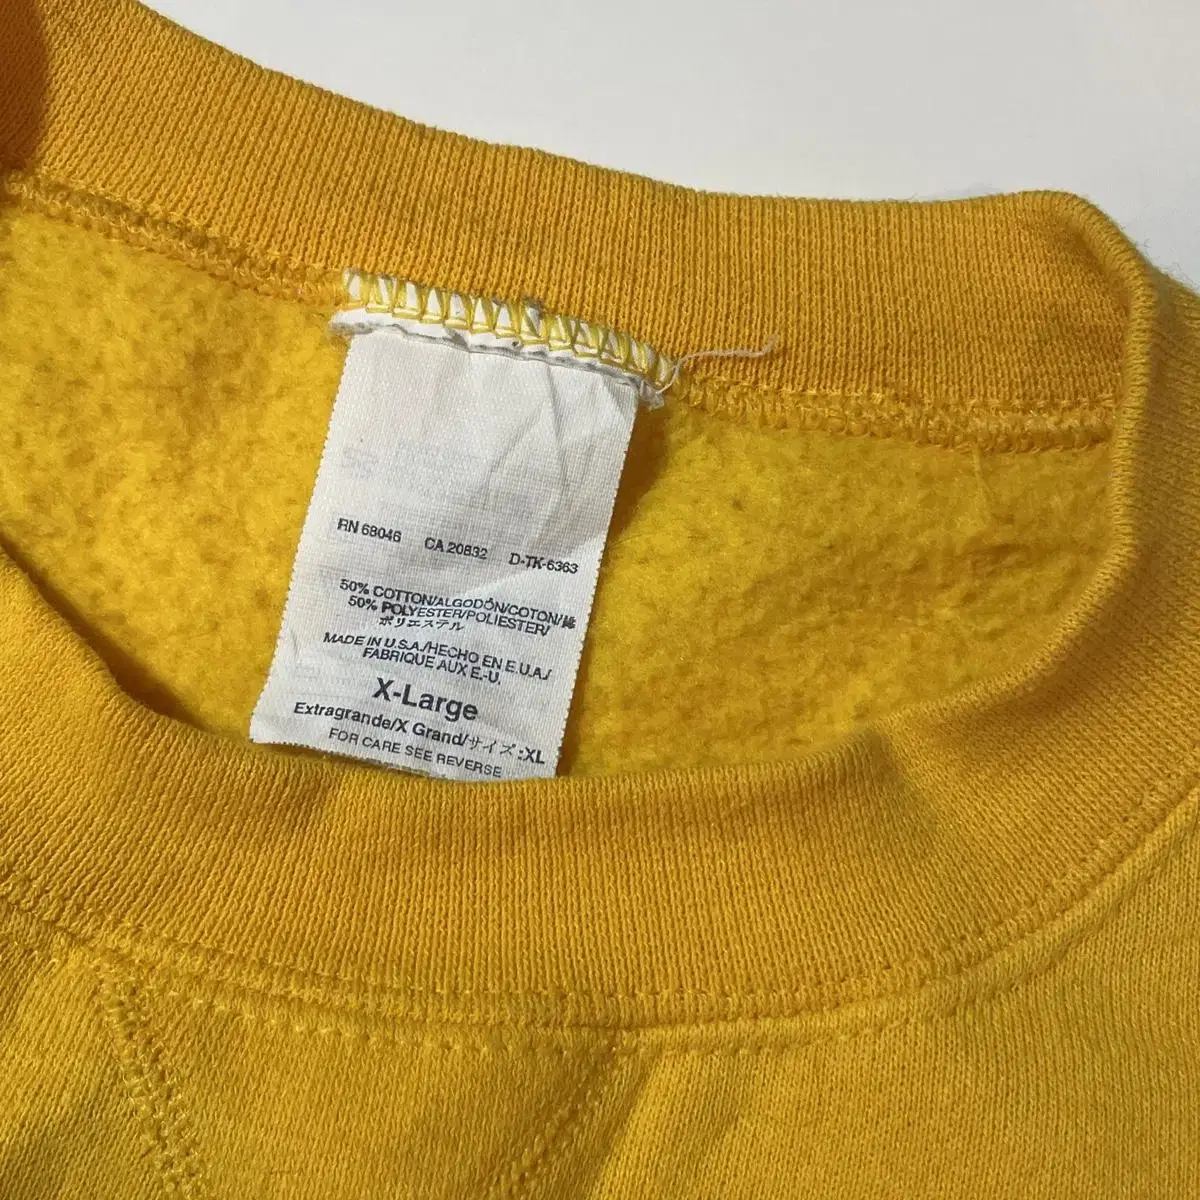 RN 68046 CA 20832 D-TK-6363
50% COTTON/ALGODÓN/COTON/綿
50% POLYESTER/POLIESTER/
ポリエステル
MADE IN U.S.A./HECHO EN E.U.A./
FABRIQUE AUX E.-U.
X-Large
Extragrande/X Grand/サイズ:XL
FOR CARE SEE REVERSE